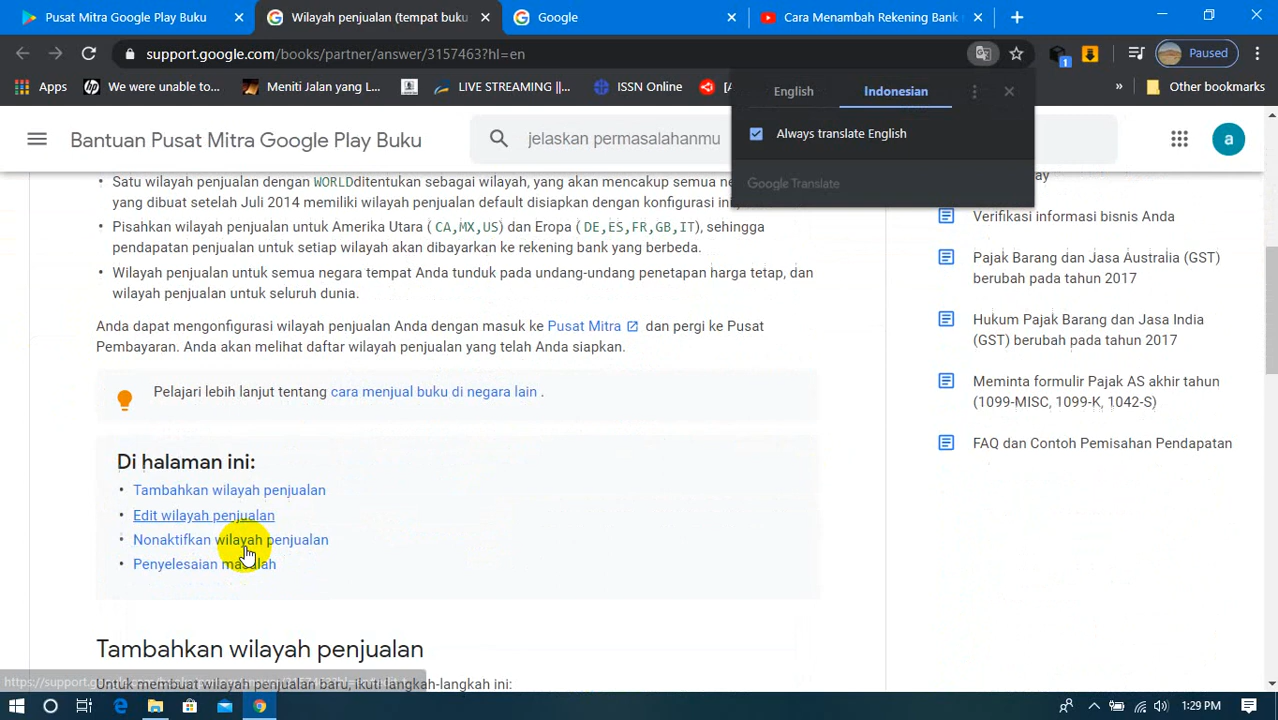 Pusat Mitra Google Play Buku
Wilayah penjualan (tempat buku
Google
Cara Menambah Rekening Bank
support.google.com/books/partner/answer/3157463?hl=en
Paused
Apps
We were unable to...
Meniti Jalan yang L...
LIVE STREAMING ||...
ISSN Online
Other bookmarks
English
Indonesian
Always translate English
Google Translate
Bantuan Pusat Mitra Google Play Buku
jelaskan permasalahanmu
a
Satu wilayah penjualan dengan WORLDditentukan sebagai wilayah, yang akan mencakup semua
yang dibuat setelah Juli 2014 memiliki wilayah penjualan default disiapkan dengan konfigurasi
Pisahkan wilayah penjualan untuk Amerika Utara ( CA,MX,US) dan Eropa ( DE,ES,FR,GB,IT), sehingga
pendapatan penjualan untuk setiap wilayah akan dibayarkan ke rekening bank yang berbeda.
Wilayah penjualan untuk semua negara tempat Anda tunduk pada undang-undang penetapan harga tetap, dan
wilayah penjualan untuk seluruh dunia.
Anda dapat mengonfigurasi wilayah penjualan Anda dengan masuk ke Pusat Mitra dan pergi ke Pusat
Pembayaran. Anda akan melihat daftar wilayah penjualan yang telah Anda siapkan.
Pelajari lebih lanjut tentang cara menjual buku di negara lain .
Di halaman ini:
Tambahkan wilayah penjualan
Edit wilayah penjualan
Nonaktifkan wilayah penjualan
Penyelesaian masalah
Tambahkan wilayah penjualan
Untuk membuat wilayah penjualan baru, ikuti langkah-langkah ini:
Verifikasi informasi bisnis Anda
Pajak Barang dan Jasa Australia (GST)
berubah pada tahun 2017
Hukum Pajak Barang dan Jasa India
(GST) berubah pada tahun 2017
Meminta formulir Pajak AS akhir tahun
(1099-MISC, 1099-K, 1042-S)
FAQ dan Contoh Pemisahan Pendapatan
1
1:29 PM